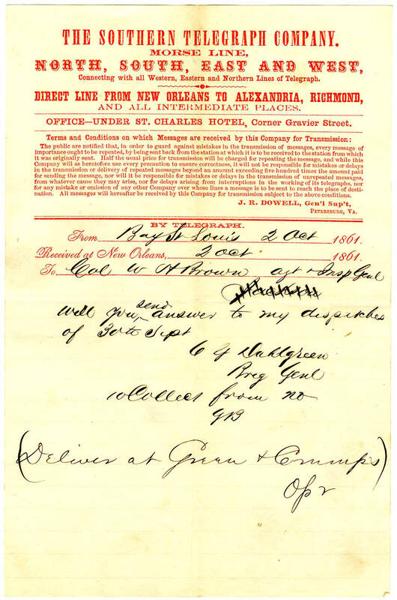 THE SOUTHERN TELEGRAPH COMPANY.
MORSE LINE,
NORTH, SOUTH, EAST AND WEST,
Connecting with all Western, Eastern and Northern Lines of Telegraph.
DIRECT LINE FROM NEW ORLEANS TO ALEXANDRIA, RICHMOND,
AND ALL INTERMEDIATE PLACES.
OFFICE—UNDER ST. CHARLES HOTEL, Corner Gravier Street.
Terms and Conditions on which Messages are received by this Company for Transmission:
The public are notified that, in order to guard against mistakes in the transmission of messages, every message of
importance ought to be repeated, by being sent back from the station at which it is to be received to the station from which
it was originally sent. Half the usual price for transmission will be charged for repeating the message, and while this
Company will as heretofore use every precaution to ensure correctness, it will not be responsible for mistakes or delays
in the transmission or delivery of repeated messages beyond an amount exceeding five hundred times the amount paid
for sending the message, nor will it be responsible for mistakes or delays in the transmission of unrepeated messages,
from whatever cause they may arise, nor for delays arising from interruptions in the working of its telegraphs, nor
for any mistake or omission of any other Company over whose lines a message is to be sent to reach the place of desti-
nation. All messages will hereafter be received by this Company for transmission subject to the above conditions.
J. R. DOWELL, Gen'l Sup't,
PETERSBURG, VA.
BY TELEGRAPH.
From Bay St Louis 2 Oct 1861.
Received at New Orleans, 2 oct 1861.
To Col W H Brown agt & Insp Genl
will you send answer to my dispatches
of 30th Sept
C G Dahlgreen
Brig Genl
10 Collect from no
GB
(Deliver at Green & Crumps)
Opr